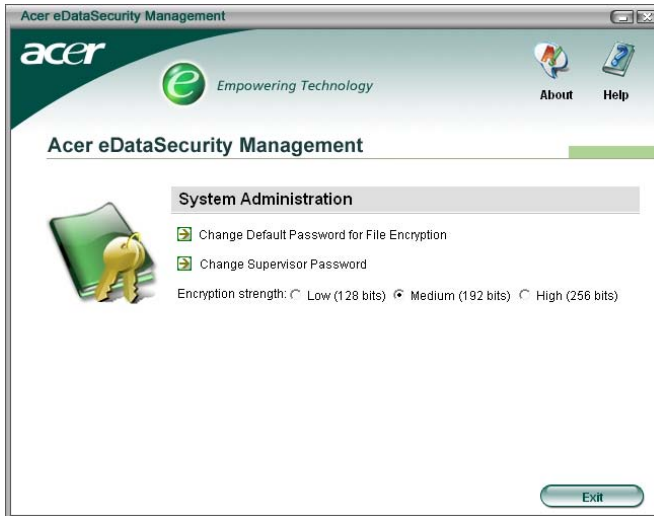 Acer eDataSecurity Management
acer
e Empowering Technology
About Help
Acer eDataSecurity Management
System Administration
Change Default Password for File Encryption
Change Supervisor Password
Encryption strength: Low (128 bits) Medium (192 bits) High (256 bits)
Exit